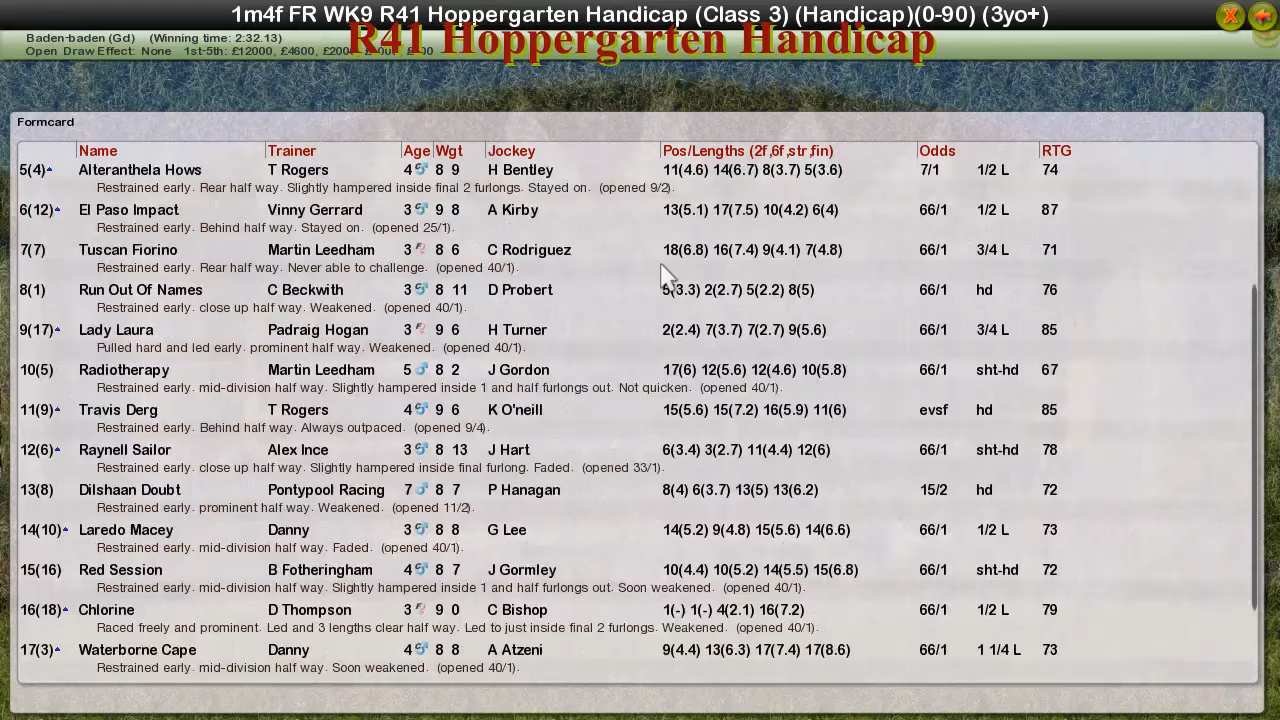 1m4f FR WK9 R41 Hoppergarten Handicap (Class 3) (Handicap)(0-90) (3yo+)
R41 Hoppergarten Handicap
Baden-baden (Gd) (Winning time: 2:32.13)
Open Draw Effect: None 1st-5th: £12000, £4600,
Formcard
Name Trainer Age Wgt Jockey Pos/Lengths (2f,6f,str,fin) Odds RTG
5(4) Alteranthela Hows T Rogers 4 8 9 H Bentley 11(4.6) 14(6.7) 8(3.7) 5(3.6) 7/1 1/2 L 74
Restrained early. Rear half way. Slightly hampered inside final 2 furlongs. Stayed on. (opened 9/2).
6(12) El Paso Impact Vinny Gerrard 3 9 8 A Kirby 13(5.1) 17(7.5) 10(4.2) 6(4) 66/1 1/2 L 87
Restrained early. Behind half way. Stayed on. (opened 25/1).
7(7) Tuscan Fiorino Martin Leedham 3 8 6 C Rodriguez 18(6.8) 16(7.4) 9(4.1) 7(4.8) 66/1 3/4 L 71
Restrained early. Rear half way. Never able to challenge. (opened 40/1).
8(1) Run Out Of Names C Beckwith 3 8 11 D Probert 5(3.3) 2(2.7) 5(2.2) 8(5) 66/1 hd 76
Restrained early. close up half way. Weakened. (opened 40/1).
9(17) Lady Laura Padraig Hogan 3 9 6 H Turner 2(2.4) 7(3.7) 7(2.7) 9(5.6) 66/1 3/4 L 85
Pulled hard and led early. prominent half way. Weakened. (opened 40/1).
10(5) Radiotherapy Martin Leedham 5 8 2 J Gordon 17(6) 12(5.6) 12(4.6) 10(5.8) 66/1 sht-hd 67
Restrained early. mid-division half way. Slightly hampered inside 1 and half furlongs out. Not quicken. (opened 40/1).
11(9) Travis Derg T Rogers 4 9 6 K O'neill 15(5.6) 15(7.2) 16(5.9) 11(6) evsf hd 85
Restrained early. Behind half way. Always outpaced. (opened 9/4).
12(6) Raynell Sailor Alex Ince 3 8 13 J Hart 6(3.4) 3(2.7) 11(4.4) 12(6) 66/1 sht-hd 78
Restrained early. close up half way. Slightly hampered inside final furlong. Faded. (opened 33/1).
13(8) Dilshaan Doubt Pontypool Racing 7 8 7 P Hanagan 8(4) 6(3.7) 13(5) 13(6.2) 15/2 hd 72
Restrained early. prominent half way. Weakened. (opened 11/2).
14(10) Laredo Macey Danny 3 8 8 G Lee 14(5.2) 9(4.8) 15(5.6) 14(6.6) 66/1 1/2 L 73
Restrained early. mid-division half way. Faded. (opened 40/1).
15(16) Red Session B Fotheringham 4 8 7 J Gormley 10(4.4) 10(5.2) 14(5.5) 15(6.8) 66/1 sht-hd 72
Restrained early. mid-division half way. Slightly hampered inside 1 and half furlongs out. Soon weakened. (opened 40/1).
16(18) Chlorine D Thompson 3 9 0 C Bishop 1(-) 1(-) 4(2.1) 16(7.2) 66/1 1/2 L 79
Raced freely and prominent. Led and 3 lengths clear half way. Led to just inside final 2 furlongs. Weakened. (opened 40/1).
17(3) Waterborne Cape Danny 4 8 8 A Atzeni 9(4.4) 13(6.3) 17(7.4) 17(8.6) 66/1 1 1/4 L 73
Restrained early. mid-division half way. Soon weakened. (opened 40/1).